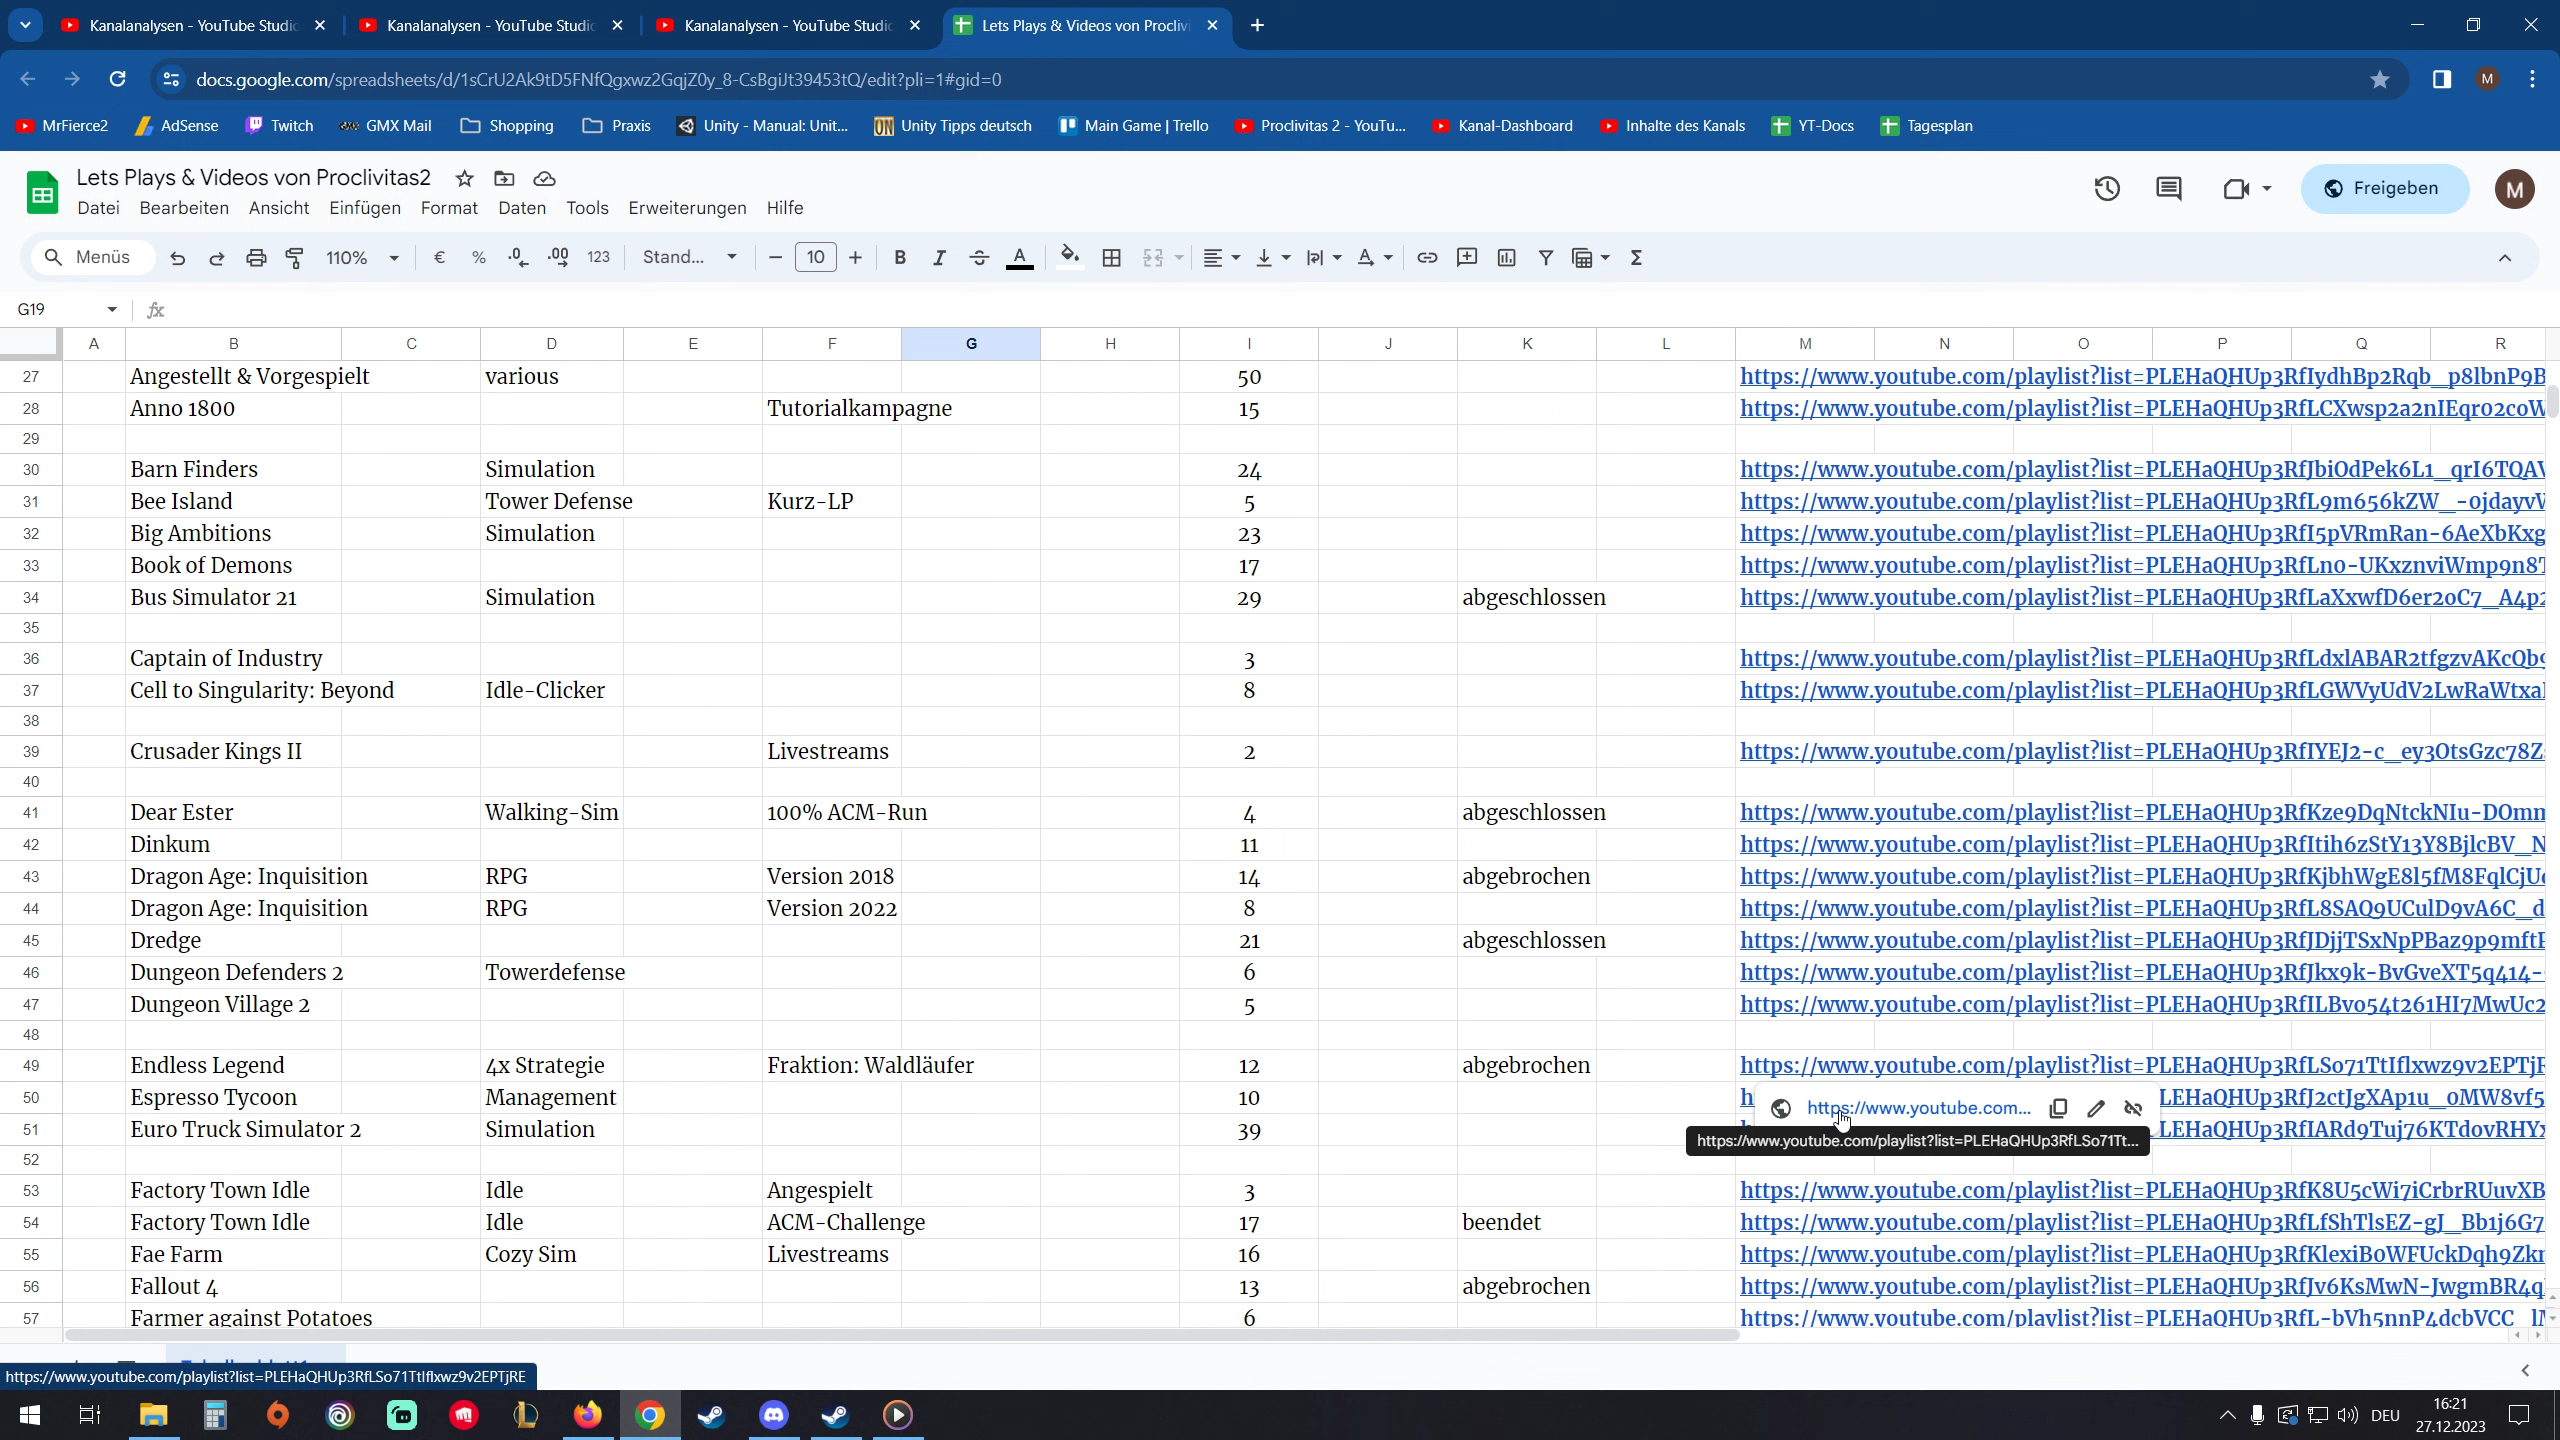 Kanalanalysen - YouTube Studio
Kanalanalysen - YouTube Studio
Kanalanalysen - YouTube Studio
Lets Plays & Videos von Procliv
docs.google.com/spreadsheets/d/1sCrU2Ak9tD5FNfQgxwz2GqjZ0y_8-CsBgiJt39453tQ/edit?pli=1#gid=0
M
MrFierce2 AdSense Twitch GMX Mail Shopping Praxis Unity - Manual: Unit... Unity Tipps deutsch Main Game | Trello Proclivitas 2 - YouTu... Kanal-Dashboard Inhalte des Kanals YT-Docs Tagesplan
Lets Plays & Videos von Proclivitas2
Datei Bearbeiten Ansicht Einfügen Format Daten Tools Erweiterungen Hilfe
Freigeben
M
Menüs 110% € % .0 .00 123 Stand... 10 B I A Σ
G19 fx
A B C D E F G H I J K L M N O P Q R
27 Angestellt & Vorgespielt various 50 https://www.youtube.com/playlist?list=PLEHaQHUp3RfIydhBp2Rqb_p8lbnP9B
28 Anno 1800 Tutorialkampagne 15 https://www.youtube.com/playlist?list=PLEHaQHUp3RfLCXwsp2a2nIEqr02coW
29
30 Barn Finders Simulation 24 https://www.youtube.com/playlist?list=PLEHaQHUp3RfJbiOdPek6L1_qrI6TQAV
31 Bee Island Tower Defense Kurz-LP 5 https://www.youtube.com/playlist?list=PLEHaQHUp3RfL9m656kZW_-0jdayvV
32 Big Ambitions Simulation 23 https://www.youtube.com/playlist?list=PLEHaQHUp3RfI5pVRmRan-6AeXbKxg
33 Book of Demons 17 https://www.youtube.com/playlist?list=PLEHaQHUp3RfLn0-UKxznviWmp9n8T
34 Bus Simulator 21 Simulation 29 abgeschlossen https://www.youtube.com/playlist?list=PLEHaQHUp3RfLaXxwfD6er20C7_A4p2
35
36 Captain of Industry 3 https://www.youtube.com/playlist?list=PLEHaQHUp3RfLdxlABAR2tfgzvAKcQb9
37 Cell to Singularity: Beyond Idle-Clicker 8 https://www.youtube.com/playlist?list=PLEHaQHUp3RfLGWVyUdV2LwRaWtxa
38
39 Crusader Kings II Livestreams 2 https://www.youtube.com/playlist?list=PLEHaQHUp3RfIYEJ2-c_ey3OtsGzc78Z
40
41 Dear Ester Walking-Sim 100% ACM-Run 4 abgeschlossen https://www.youtube.com/playlist?list=PLEHaQHUp3RfKze9DqNtckNIu-DOmn
42 Dinkum 11 https://www.youtube.com/playlist?list=PLEHaQHUp3RfItih6zStY13Y8BjlcBV_N
43 Dragon Age: Inquisition RPG Version 2018 14 abgebrochen https://www.youtube.com/playlist?list=PLEHaQHUp3RfKjbhWgE8l5fM8FqlCjU
44 Dragon Age: Inquisition RPG Version 2022 8 https://www.youtube.com/playlist?list=PLEHaQHUp3RfL8SAQ9UCulD9vA6C_d
45 Dredge 21 abgeschlossen https://www.youtube.com/playlist?list=PLEHaQHUp3RfJDjjTSxNpPBaz9p9mft
46 Dungeon Defenders 2 Towerdefense 6 https://www.youtube.com/playlist?list=PLEHaQHUp3RfJkx9k-BvGveXT5q414-
47 Dungeon Village 2 5 https://www.youtube.com/playlist?list=PLEHaQHUp3RfILBvo54t261HI7MwUc2
48
49 Endless Legend 4x Strategie Fraktion: Waldläufer 12 abgebrochen https://www.youtube.com/playlist?list=PLEHaQHUp3RfLSo71TtIflxwz9v2EPTjR
50 Espresso Tycoon Management 10 h LEHaQHUp3RfJ2ctJgXAp1u_0MW8vf5
https://www.youtube.com...
51 Euro Truck Simulator 2 Simulation 39 LEHaQHUp3RfIARd9Tuj76KTdovRHYx
https://www.youtube.com/playlist?list=PLEHaQHUp3RfLSo71Tt...
52
53 Factory Town Idle Idle Angespielt 3 https://www.youtube.com/playlist?list=PLEHaQHUp3RfK8U5cWi7iCrbrRUuvXB
54 Factory Town Idle Idle ACM-Challenge 17 beendet https://www.youtube.com/playlist?list=PLEHaQHUp3RfLfShTlsEZ-gJ_Bb1j6G7
55 Fae Farm Cozy Sim Livestreams 16 https://www.youtube.com/playlist?list=PLEHaQHUp3RfKlexiB0WFUckDqh9Zk
56 Fallout 4 13 abgebrochen https://www.youtube.com/playlist?list=PLEHaQHUp3RfJv6KsMwN-JwgmBR4q
57 Farmer against Potatoes 6 https://www.youtube.com/playlist?list=PLEHaQHUp3RfL-bVh5nnP4dcbVCC_l
https://www.youtube.com/playlist?list=PLEHaQHUp3RfLSo71TtIflxwz9v2EPTjRE
DEU
16:21
27.12.2023